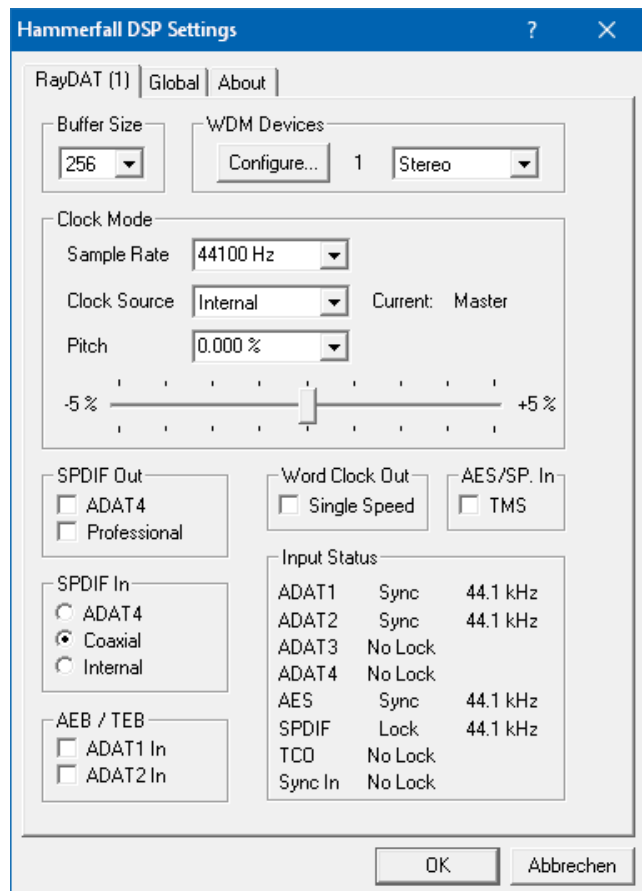 Hammerfall DSP Settings ? ×
RayDAT (1) Global About
Buffer Size
256
WDM Devices
Configure... 1 Stereo
Clock Mode
Sample Rate 44100 Hz
Clock Source Internal Current: Master
Pitch 0.000 %
-5 % +5 %
SPDIF Out
ADAT4
Professional
Word Clock Out
Single Speed
AES/SP. In
TMS
SPDIF In
ADAT4
Coaxial
Internal
AEB / TEB
ADAT1 In
ADAT2 In
Input Status
ADAT1 Sync 44.1 kHz
ADAT2 Sync 44.1 kHz
ADAT3 No Lock
ADAT4 No Lock
AES Sync 44.1 kHz
SPDIF Lock 44.1 kHz
TCO No Lock
Sync In No Lock
OK Abbrechen